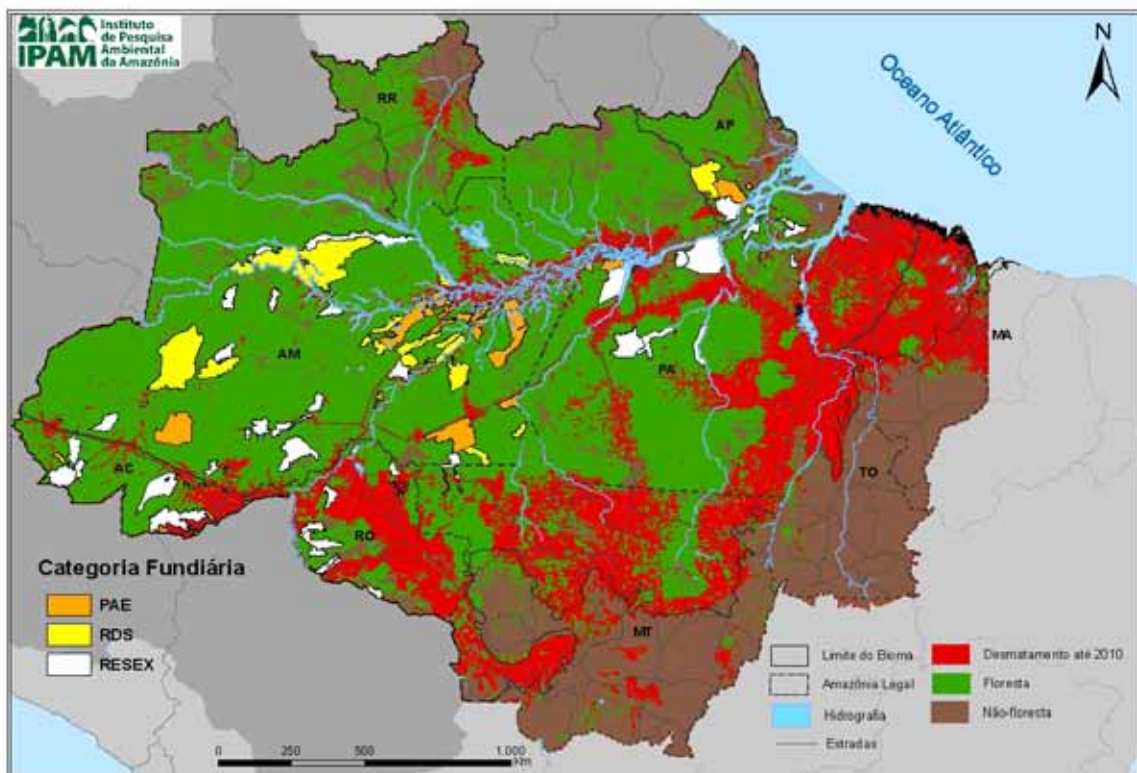 IPAM
Instituto
de Pesquisa
Ambiental
da Amazônia
N
Oceano Atlântico
RR
AP
AM
PA
MA
AC
RO
TO
MT
Categoria Fundiária
PAE
RDS
RESEX
0 250 500 1.000
Km
Limite do Bioma
Amazônia Legal
Hidrografia
Estradas
Desmatamento até 2010
Floresta
Não-floresta